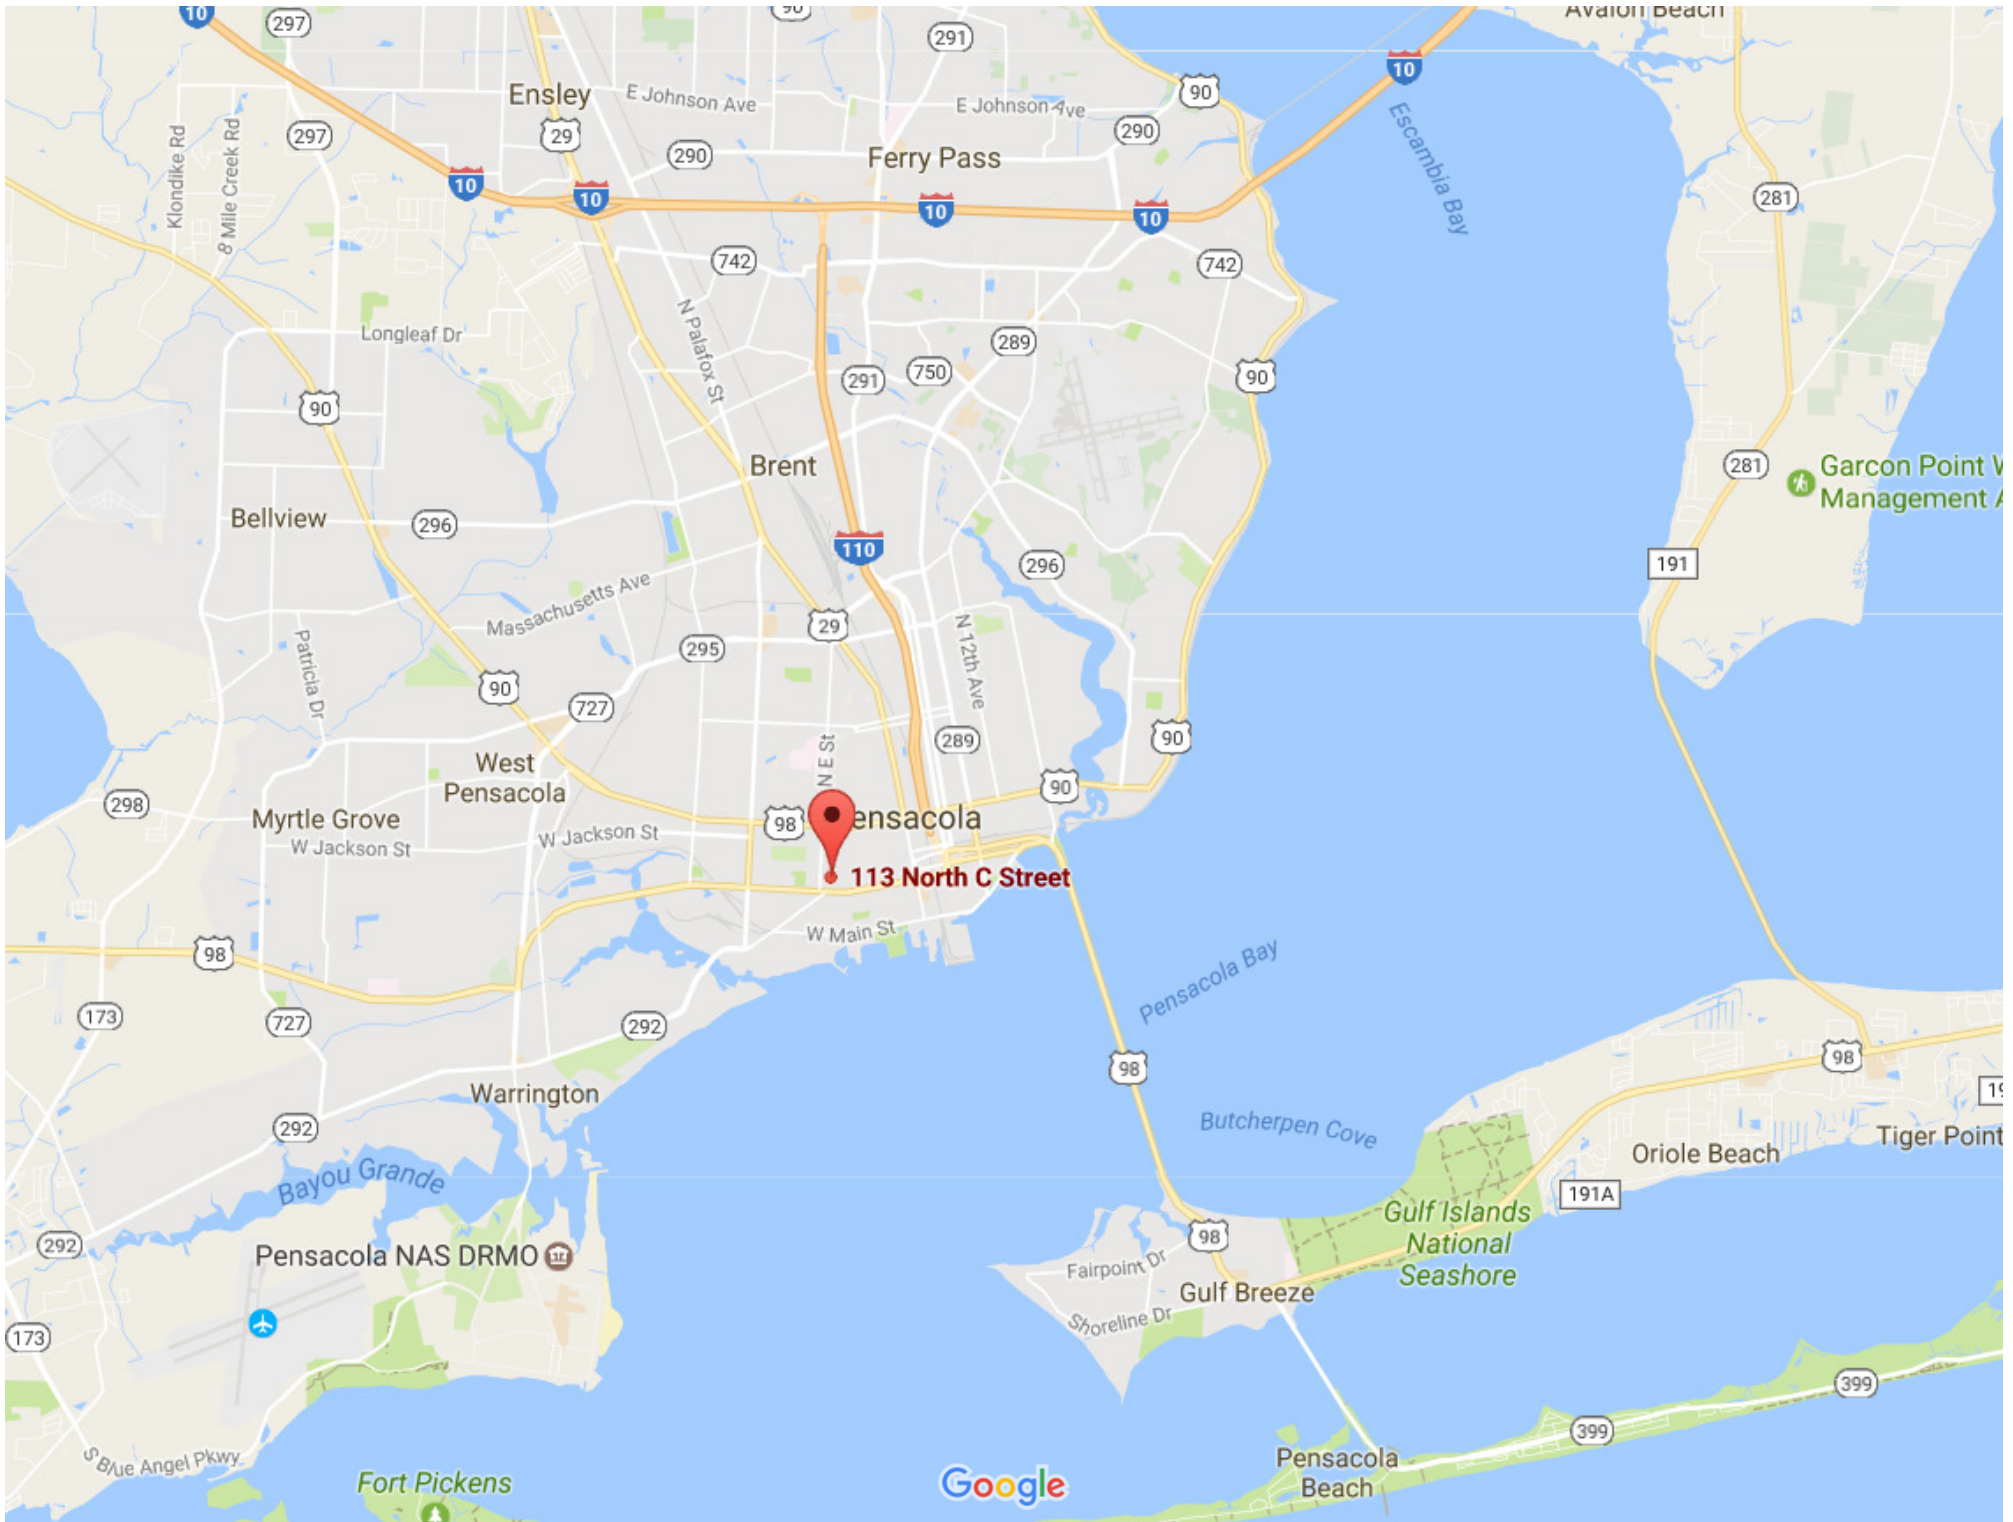 10
297
90
291
Avalon Beach
10
Ensley
E Johnson Ave
E Johnson Ave
90
Klondike Rd
8 Mile Creek Rd
297
29
290
290
Ferry Pass
Escambia Bay
10
10
10
10
281
742
742
N Palafox St
Longleaf Dr
289
291
750
90
90
Brent
281
Garcon Point W
Management A
Bellview
296
110
296
191
Massachusetts Ave
29
N 12th Ave
295
Patricia Dr
90
727
289
90
N E St
West
Pensacola
90
298
Myrtle Grove
98
ensacola
W Jackson St
W Jackson St
113 North C Street
W Main St
98
Pensacola Bay
173
727
292
98
98
Warrington
19
292
Butcherpen Cove
Oriole Beach
Tiger Point
Bayou Grande
191A
Gulf Islands
National
Seashore
292
Pensacola NAS DRMO
98
Fairpoint Dr
Gulf Breeze
Shoreline Dr
173
399
399
S Blue Angel Pkwy
Fort Pickens
Google
Pensacola
Beach